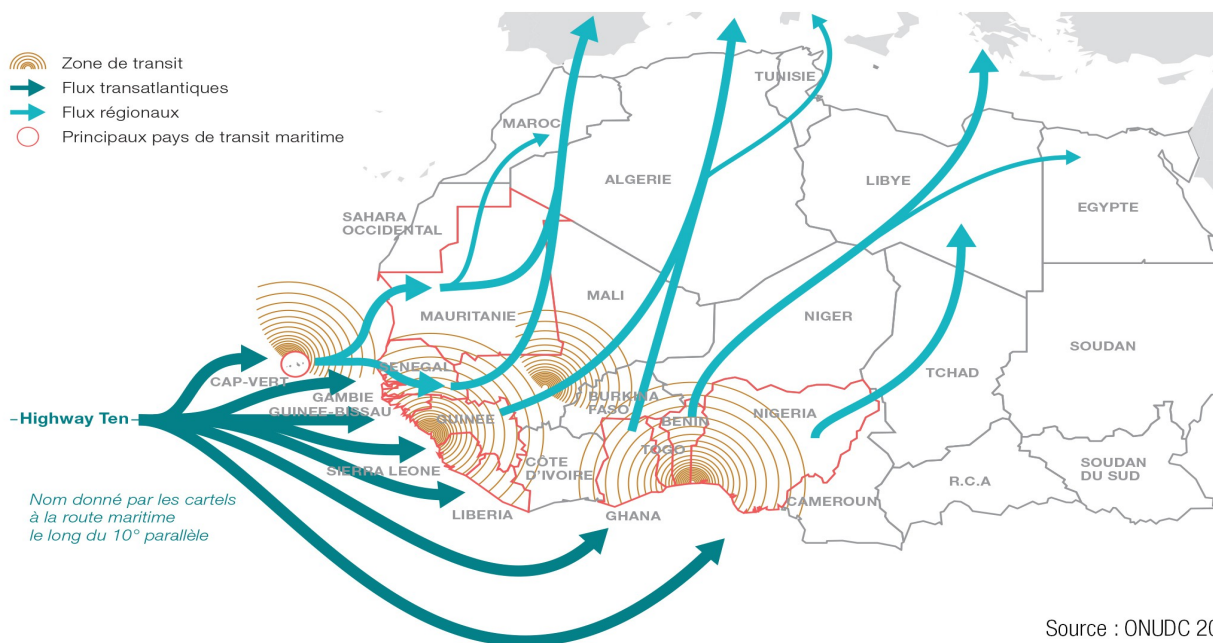 Zone de transit
Flux transatlantiques
Flux régionaux
Principaux pays de transit maritime
TUNISIE
MAROC
ALGERIE
LIBYE
EGYPTE
SAHARA
OCCIDENTAL
MALI
MAURITANIE
NIGER
SOUDAN
CAP-VERT
SENEGAL
TCHAD
GAMBIE
GUINEE-BISSAU
BURKINA
FASO
Highway Ten
GUINEE
BENIN
NIGERIA
TOGO
SIERRA LEONE
CÔTE
D'IVOIRE
R.C.A
SOUDAN
DU SUD
CAMEROUN
LIBERIA
GHANA
Nom donné par les cartels
à la route maritime
le long du 10° parallèle
Source : ONUDC 20